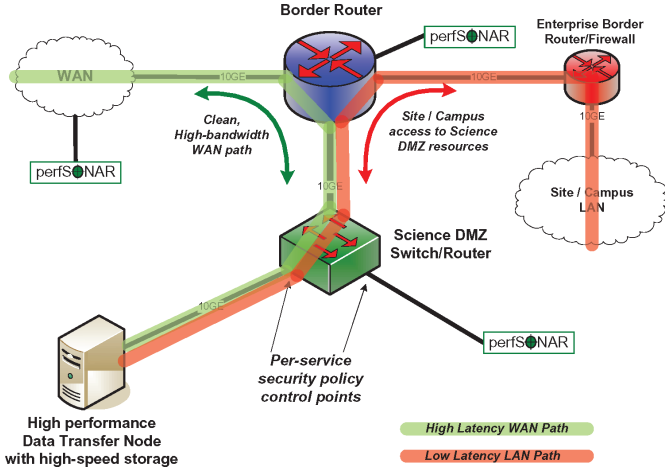 Border Router
Enterprise Border
Router/Firewall
perfSONAR
WAN
10GE
10GE
10GE
Clean,
High-bandwidth
WAN path
Site / Campus
access to Science
DMZ resources
perfSONAR
10GE
Site / Campus
LAN
Science DMZ
Switch/Router
10GE
perfSONAR
Per-service
security policy
control points
High performance
Data Transfer Node
with high-speed storage
High Latency WAN Path
Low Latency LAN Path